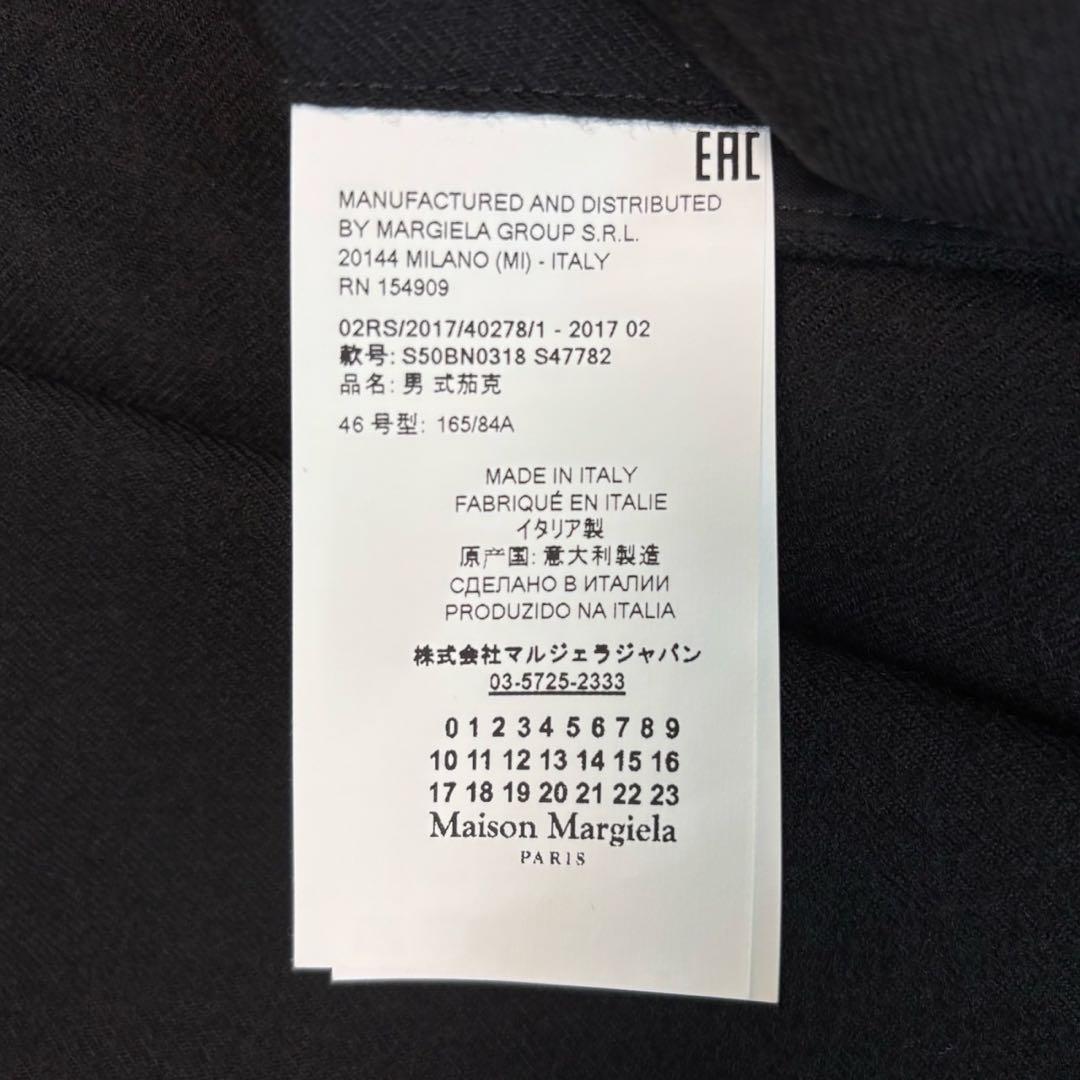 EAC
MANUFACTURED AND DISTRIBUTED
BY MARGIELA GROUP S.R.L.
20144 MILANO (MI) - ITALY
RN 154909
02RS/2017/40278/1 - 2017 02
款号: S50BN0318 S47782
品名: 男 式茄克
46 号型: 165/84A
MADE IN ITALY
FABRIQUÉ EN ITALIE
イタリア製
原产国: 意大利製造
СДЕЛАНО В ИТАЛИИ
PRODUZIDO NA ITALIA
株式会社マルジェラジャパン
03-5725-2333
0 1 2 3 4 5 6 7 8 9
10 11 12 13 14 15 16
17 18 19 20 21 22 23
Maison Margiela
PARIS